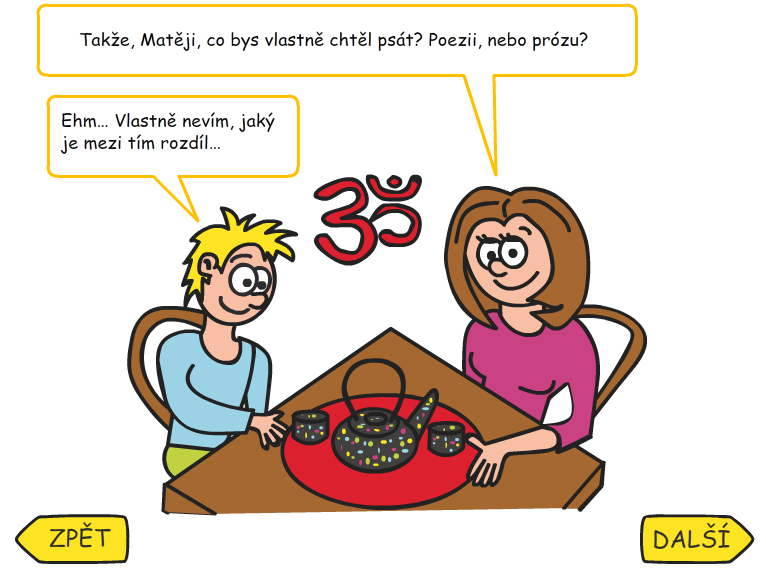 Takže, Matěji, co bys vlastně chtěl psát? Poezii, nebo prózu?
Ehm... Vlastně nevím, jaký
je mezi tím rozdíl...
ॐ
ZPĚT
DALŠÍ